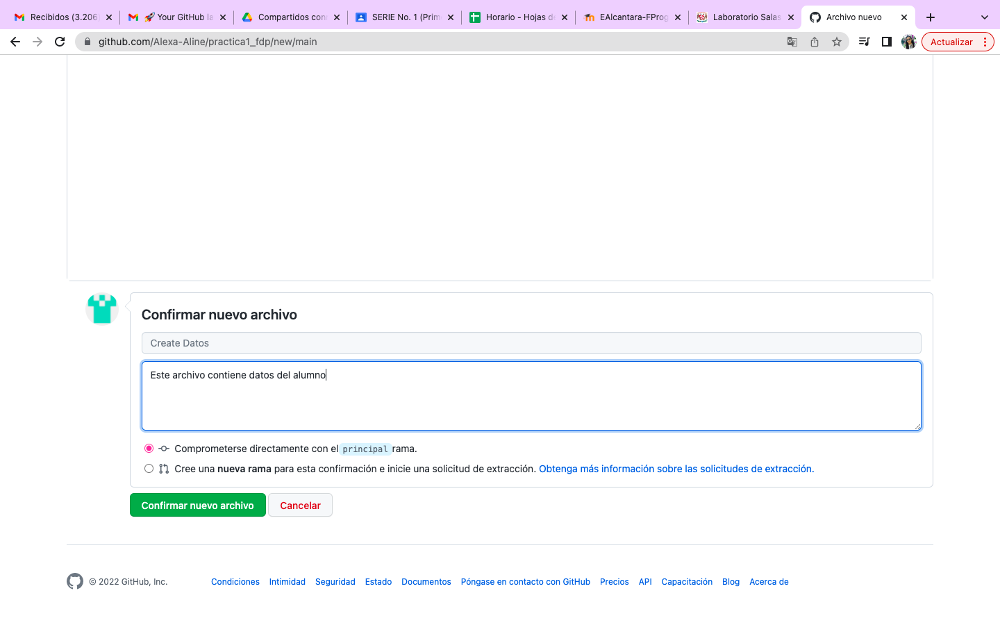 Recibidos (3.206)
🚀 Your GitHub la
Compartidos con
SERIE No. 1 (Prim
Horario - Hojas de
EAlcantara-FProg
Laboratorio Salas
Archivo nuevo
github.com/Alexa-Aline/practica1_fdp/new/main
Actualizar
Confirmar nuevo archivo
Create Datos
Este archivo contiene datos del alumno
Comprometerse directamente con el principal rama.
Cree una nueva rama para esta confirmación e inicie una solicitud de extracción. Obtenga más información sobre las solicitudes de extracción.
Confirmar nuevo archivo
Cancelar
© 2022 GitHub, Inc.
Condiciones
Intimidad
Seguridad
Estado
Documentos
Póngase en contacto con GitHub
Precios
API
Capacitación
Blog
Acerca de